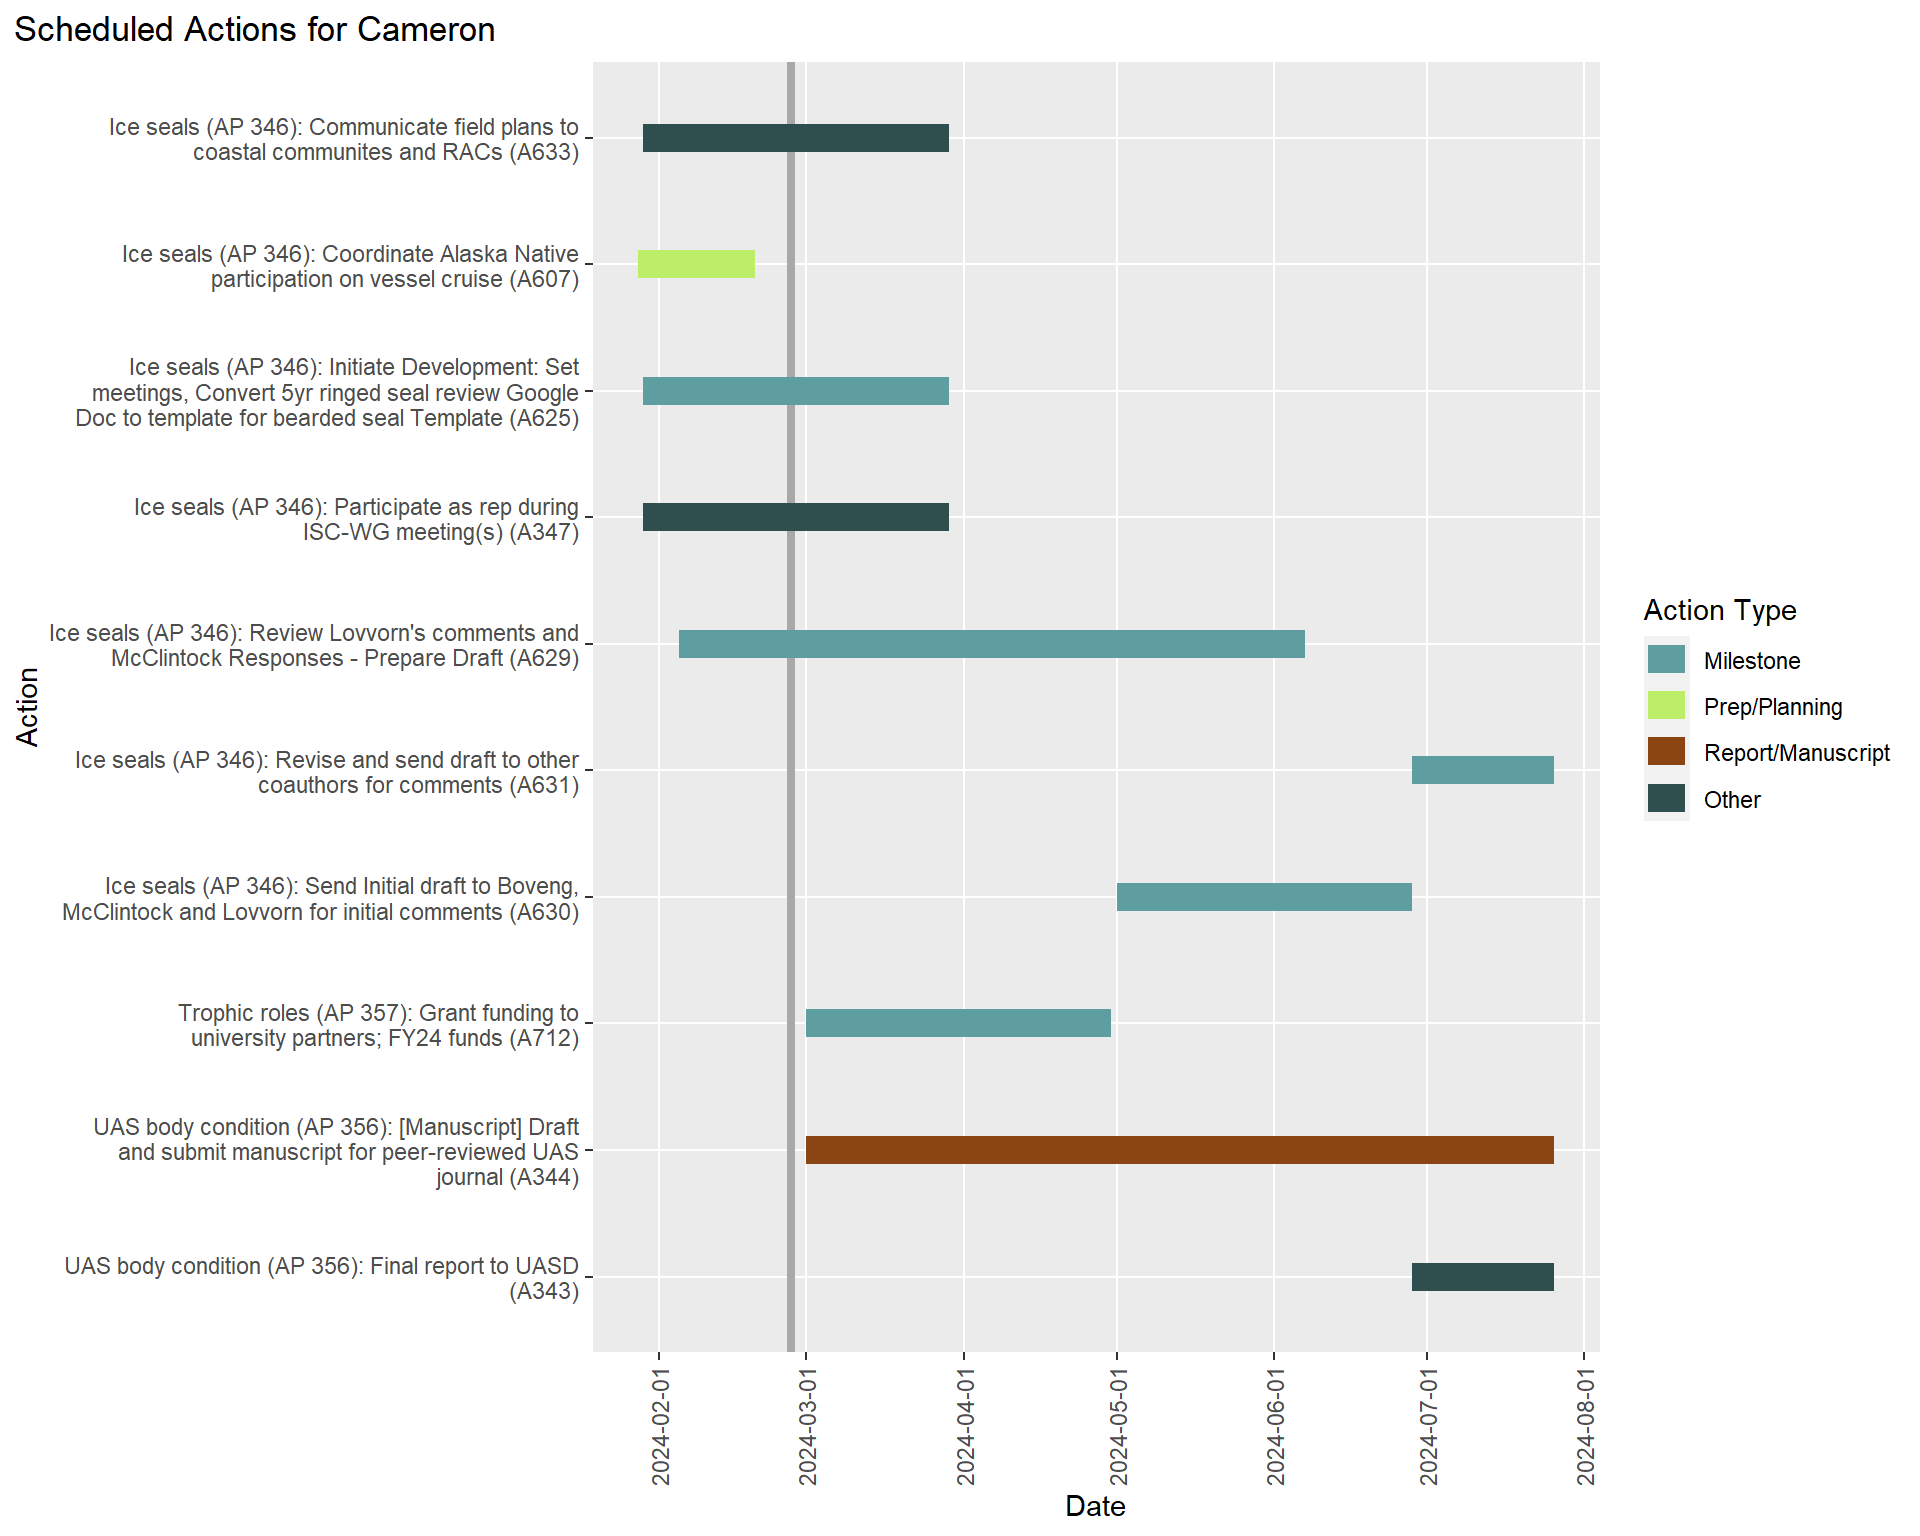 Scheduled Actions for Cameron
Ice seals (AP 346): Communicate field plans to
coastal communites and RACs (A633)
Ice seals (AP 346): Coordinate Alaska Native
participation on vessel cruise (A607)
Ice seals (AP 346): Initiate Development: Set
meetings, Convert 5yr ringed seal review Google
Doc to template for bearded seal Template (A625)
Ice seals (AP 346): Participate as rep during
ISC-WG meeting(s) (A347)
Ice seals (AP 346): Review Lovvorn's comments and
McClintock Responses - Prepare Draft (A629)
Ice seals (AP 346): Revise and send draft to other
coauthors for comments (A631)
Ice seals (AP 346): Send Initial draft to Boveng,
McClintock and Lovvorn for initial comments (A630)
Trophic roles (AP 357): Grant funding to
university partners; FY24 funds (A712)
UAS body condition (AP 356): [Manuscript] Draft
and submit manuscript for peer-reviewed UAS
journal (A344)
UAS body condition (AP 356): Final report to UASD
(A343)
Action
2024-02-01
2024-03-01
2024-04-01
2024-05-01
2024-06-01
2024-07-01
2024-08-01
Date
Action Type
Milestone
Prep/Planning
Report/Manuscript
Other